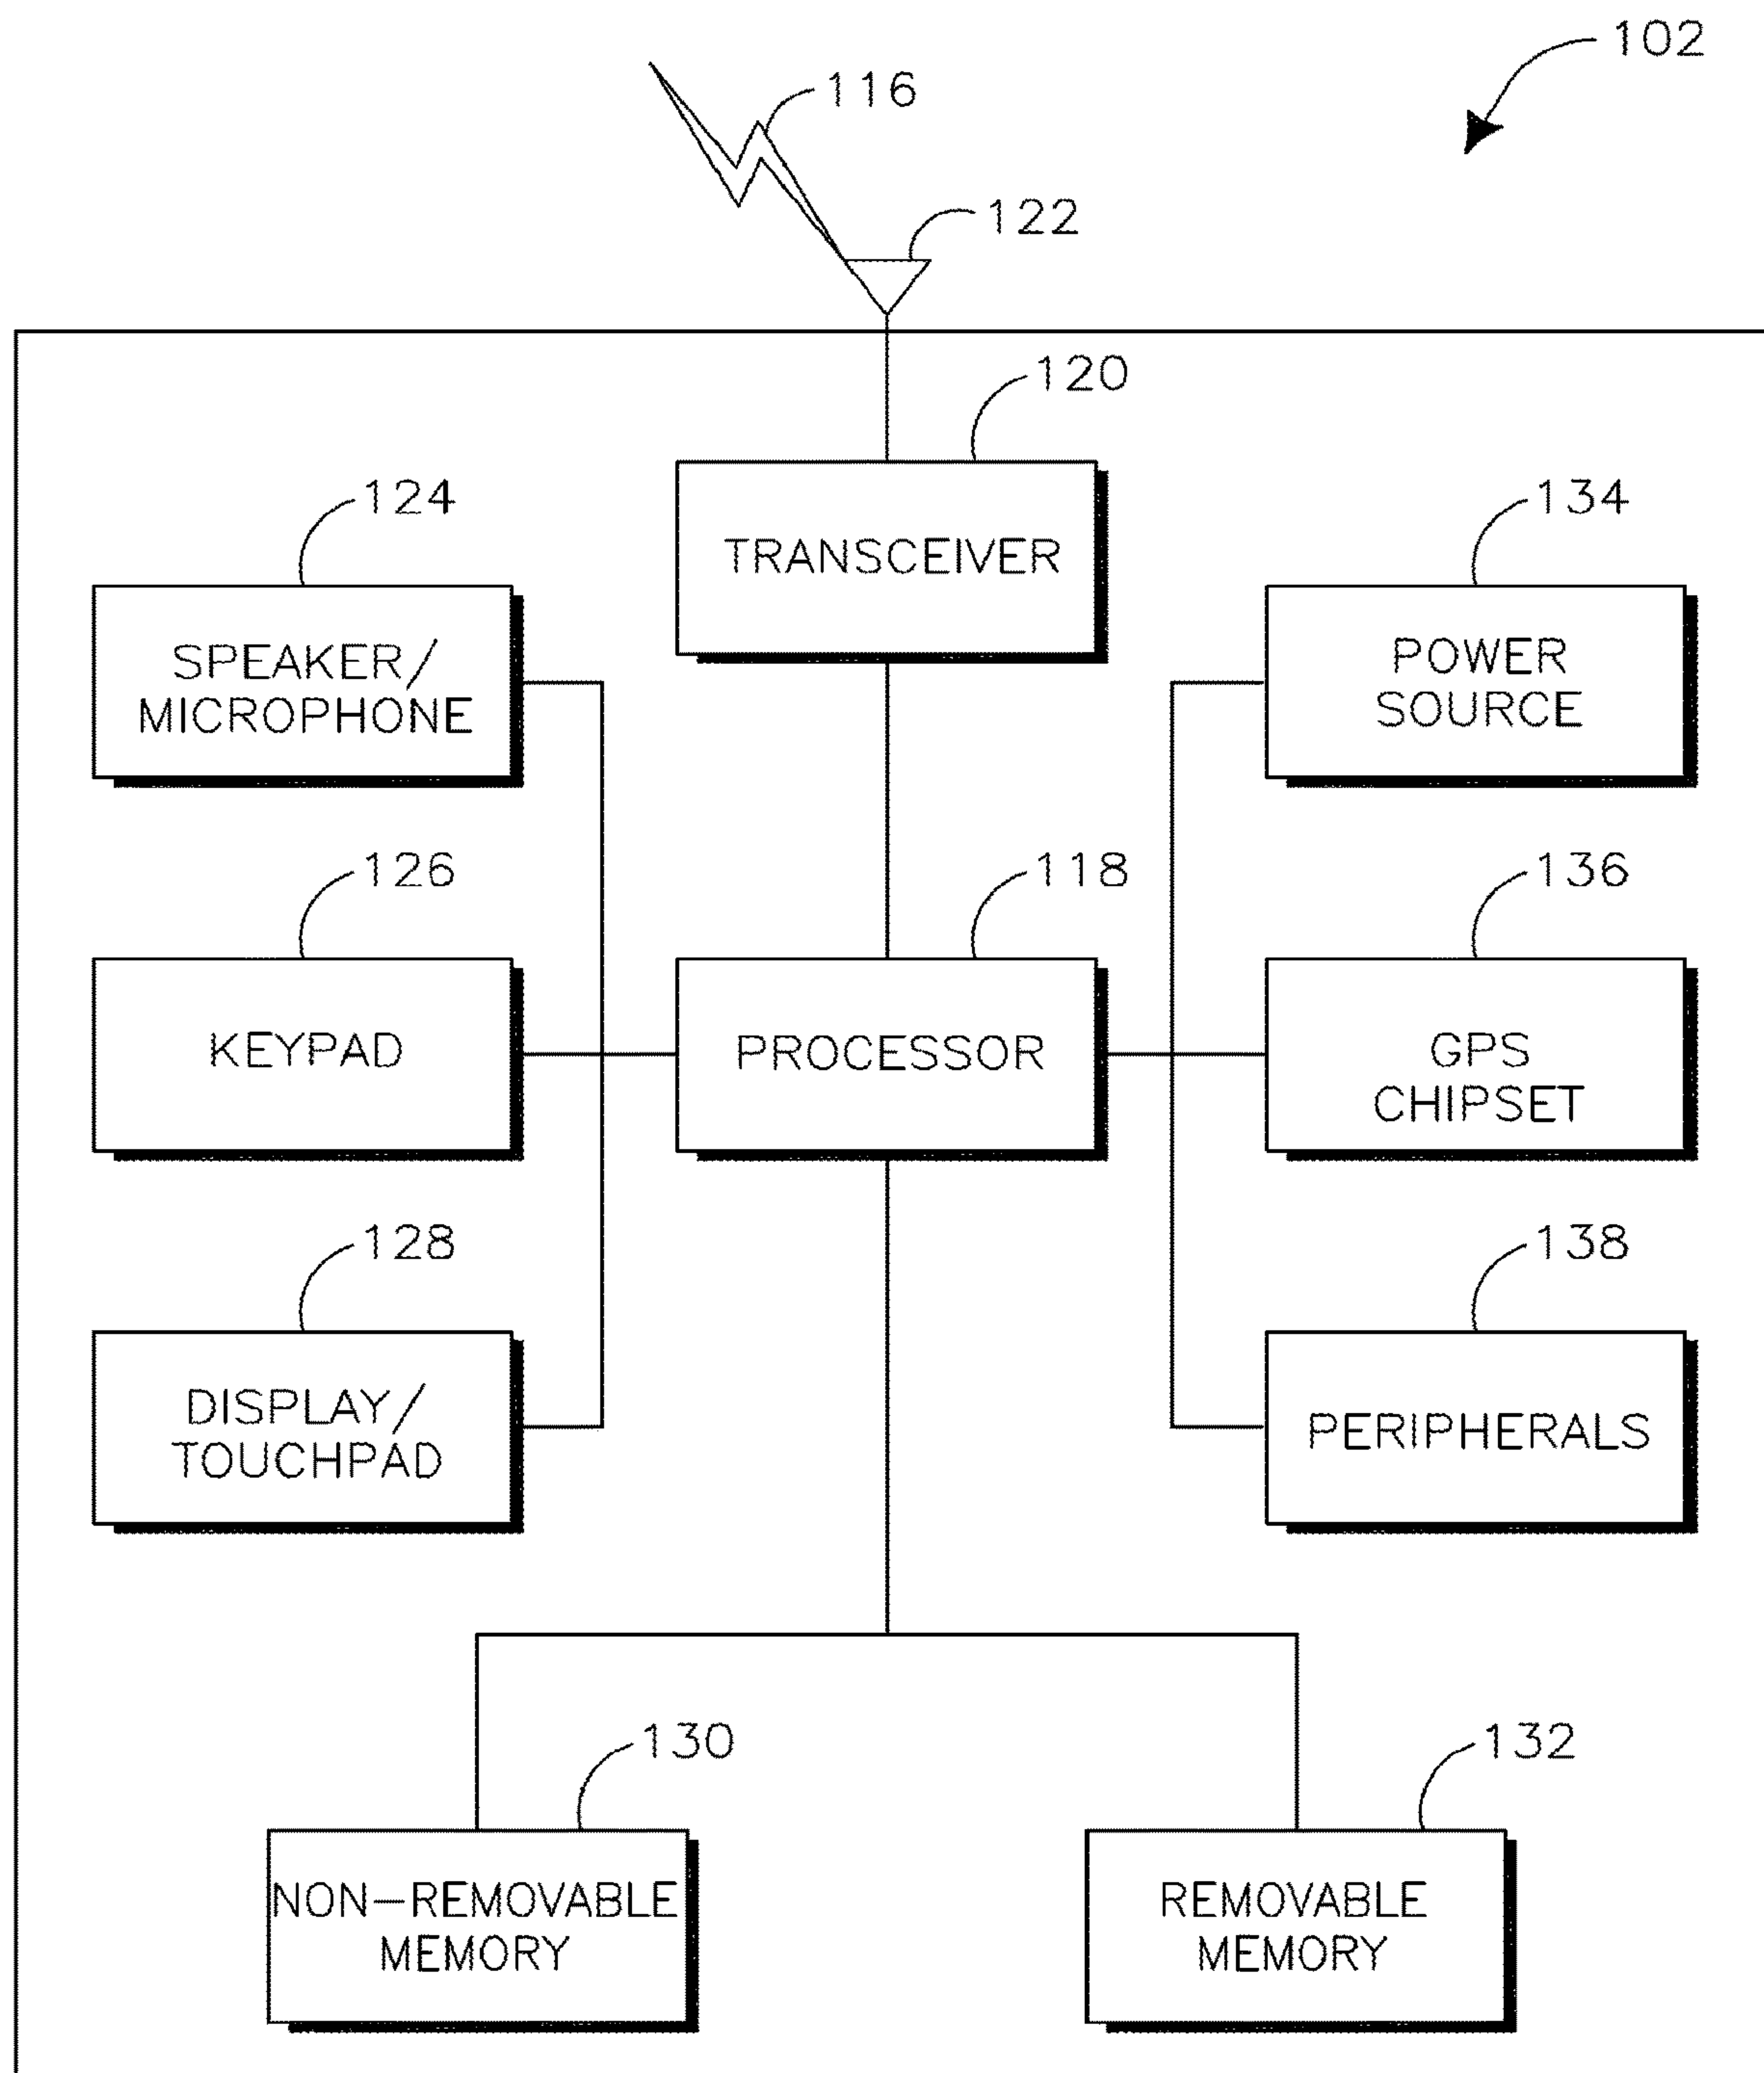 102
116
122
120
TRANSCEIVER
124
SPEAKER/
MICROPHONE
134
POWER
SOURCE
126
KEYPAD
118
PROCESSOR
136
GPS
CHIPSET
128
DISPLAY/
TOUCHPAD
138
PERIPHERALS
130
NON-REMOVABLE
MEMORY
132
REMOVABLE
MEMORY